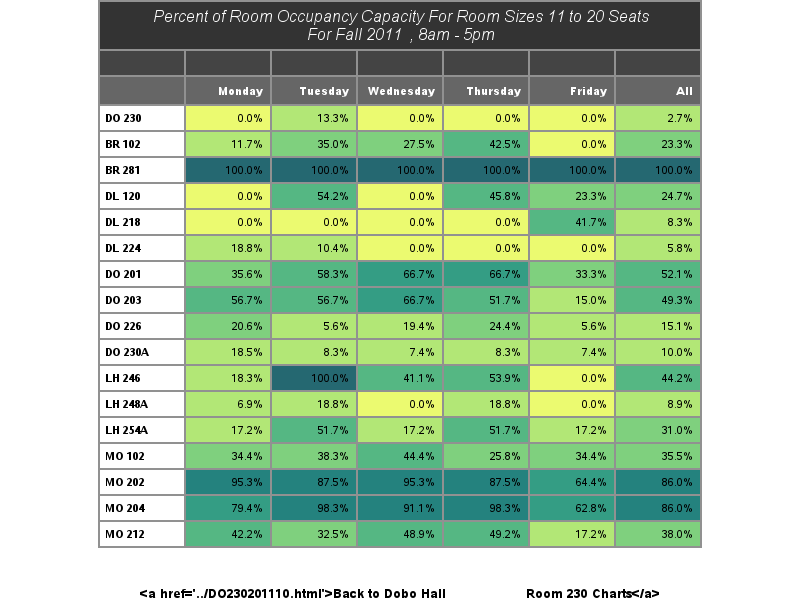 Percent of Room Occupancy Capacity For Room Sizes 11 to 20 Seats
For Fall 2011 , 8am - 5pm
Monday Tuesday Wednesday Thursday Friday All
DO 230 0.0% 13.3% 0.0% 0.0% 0.0% 2.7%
BR 102 11.7% 35.0% 27.5% 42.5% 0.0% 23.3%
BR 281 100.0% 100.0% 100.0% 100.0% 100.0% 100.0%
DL 120 0.0% 54.2% 0.0% 45.8% 23.3% 24.7%
DL 218 0.0% 0.0% 0.0% 0.0% 41.7% 8.3%
DL 224 18.8% 10.4% 0.0% 0.0% 0.0% 5.8%
DO 201 35.6% 58.3% 66.7% 66.7% 33.3% 52.1%
DO 203 56.7% 56.7% 66.7% 51.7% 15.0% 49.3%
DO 226 20.6% 5.6% 19.4% 24.4% 5.6% 15.1%
DO 230A 18.5% 8.3% 7.4% 8.3% 7.4% 10.0%
LH 246 18.3% 100.0% 41.1% 53.9% 0.0% 44.2%
LH 248A 6.9% 18.8% 0.0% 18.8% 0.0% 8.9%
LH 254A 17.2% 51.7% 17.2% 51.7% 17.2% 31.0%
MO 102 34.4% 38.3% 44.4% 25.8% 34.4% 35.5%
MO 202 95.3% 87.5% 95.3% 87.5% 64.4% 86.0%
MO 204 79.4% 98.3% 91.1% 98.3% 62.8% 86.0%
MO 212 42.2% 32.5% 48.9% 49.2% 17.2% 38.0%
<a href='../DO230201110.html'>Back to Dobo Hall Room 230 Charts</a>